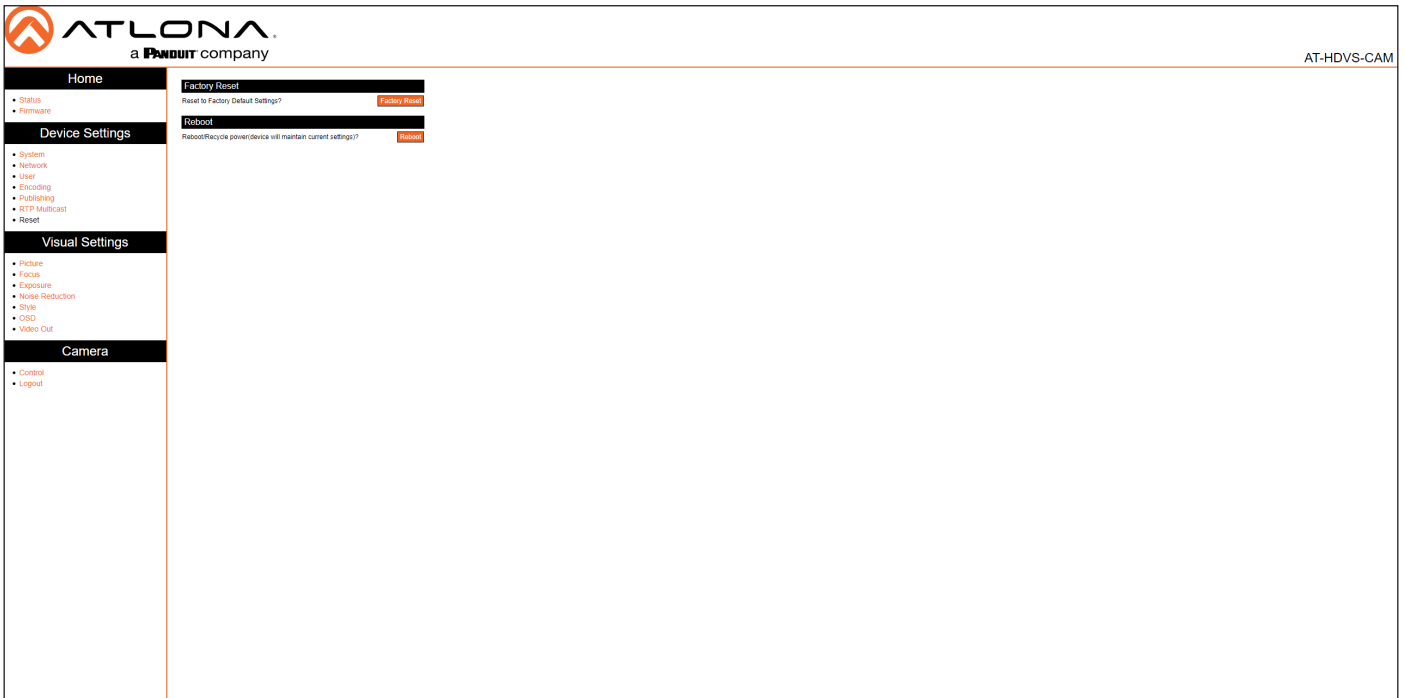 ATLONA.
a PANDUIT company
AT-HDVS-CAM
Home
• Status
• Firmware
Device Settings
• System
• Network
• User
• Encoding
• Publishing
• RTP Multicast
• Reset
Visual Settings
• Picture
• Focus
• Exposure
• Noise Reduction
• Style
• OSD
• Video Out
Camera
• Control
• Logout
Factory Reset
Reset to Factory Default Settings? Factory Reset
Reboot
Reboot/Recycle power(device will maintain current settings)? Reboot